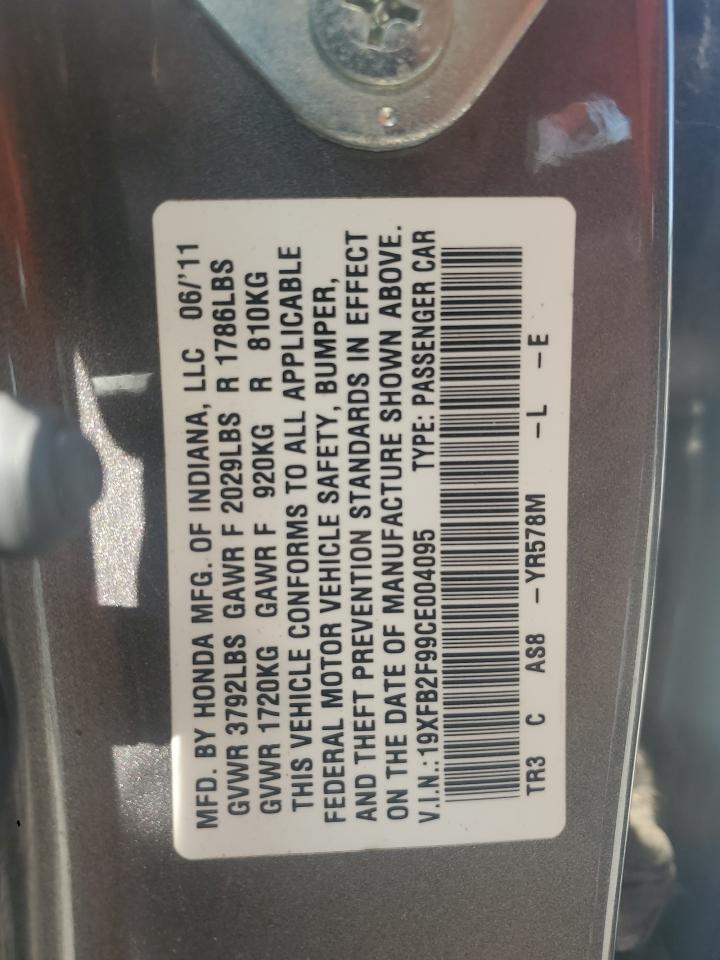 MFD. BY HONDA MFG. OF INDIANA, LLC 06/'11
GVWR 3792LBS GAWR F 2029LBS R 1786LBS
GVWR 1720KG GAWR F 920KG R 810KG
THIS VEHICLE CONFORMS TO ALL APPLICABLE
FEDERAL MOTOR VEHICLE SAFETY, BUMPER,
AND THEFT PREVENTION STANDARDS IN EFFECT
ON THE DATE OF MANUFACTURE SHOWN ABOVE.
V.I.N.:19XFB2F99CE004095 TYPE: PASSENGER CAR
TR3 C AS8 -YR578M -L -E